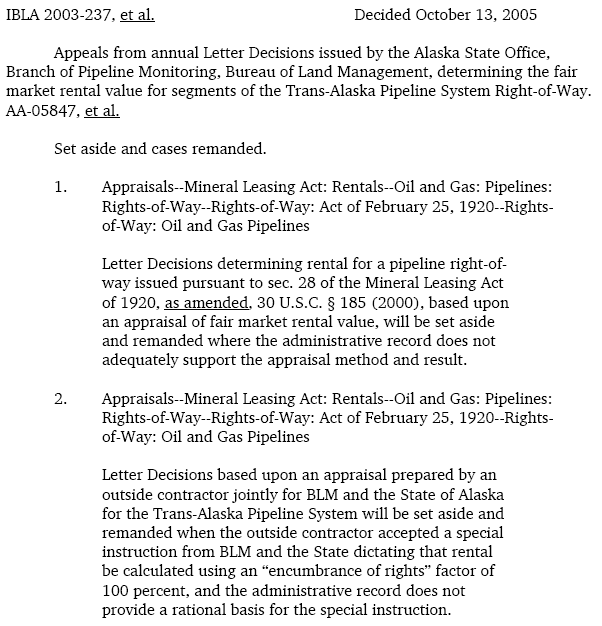 IBLA 2003-237, et al. Decided October 13, 2005
Appeals from annual Letter Decisions issued by the Alaska State Office,
Branch of Pipeline Monitoring, Bureau of Land Management, determining the fair
market rental value for segments of the Trans-Alaska Pipeline System Right-of-Way.
AA-05847, et al.
Set aside and cases remanded.
1. Appraisals--Mineral Leasing Act: Rentals--Oil and Gas: Pipelines:
Rights-of-Way--Rights-of-Way: Act of February 25, 1920--Rights-
of-Way: Oil and Gas Pipelines
Letter Decisions determining rental for a pipeline right-of-
way issued pursuant to sec. 28 of the Mineral Leasing Act
of 1920, as amended, 30 U.S.C. § 185 (2000), based upon
an appraisal of fair market rental value, will be set aside
and remanded where the administrative record does not
adequately support the appraisal method and result.
2. Appraisals--Mineral Leasing Act: Rentals--Oil and Gas: Pipelines:
Rights-of-Way--Rights-of-Way: Act of February 25, 1920--Rights-
of-Way: Oil and Gas Pipelines
Letter Decisions based upon an appraisal prepared by an
outside contractor jointly for BLM and the State of Alaska
for the Trans-Alaska Pipeline System will be set aside and
remanded when the outside contractor accepted a special
instruction from BLM and the State dictating that rental
be calculated using an “encumbrance of rights” factor of
100 percent, and the administrative record does not
provide a rational basis for the special instruction.